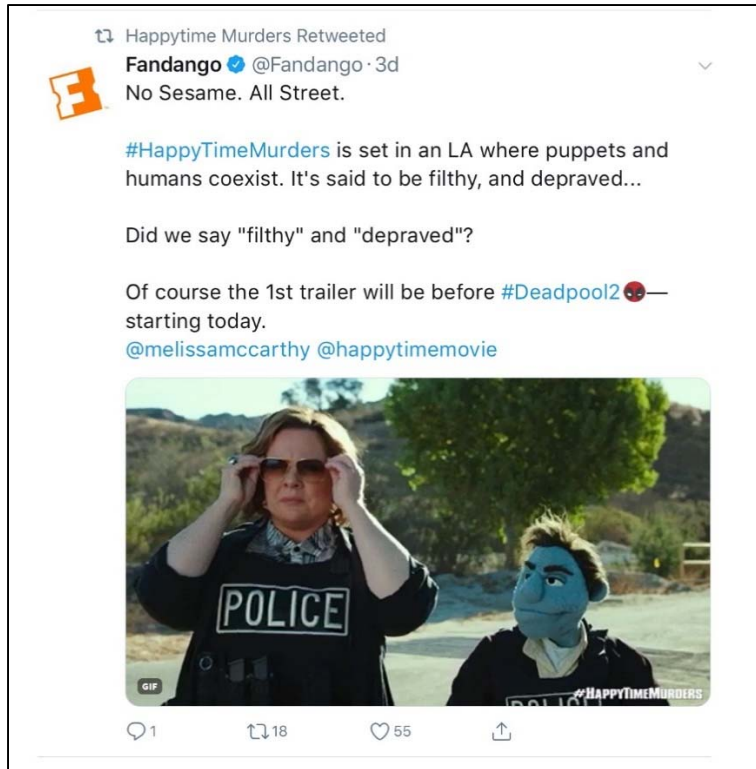 Happytime Murders Retweeted
Fandango @Fandango · 3d
No Sesame. All Street.
#HappyTimeMurders is set in an LA where puppets and
humans coexist. It's said to be filthy, and depraved...
Did we say "filthy" and "depraved"?
Of course the 1st trailer will be before #Deadpool2—
starting today.
@melissamccarthy @happytimemovie
POLICE
POLICE
GIF
#HAPPYTIMEMURDERS
1 18 55